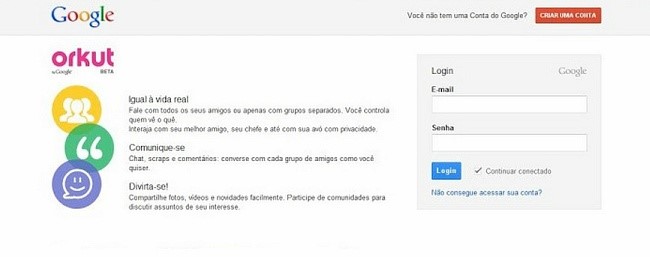 Google
Você não tem uma Conta do Google? CRIAR UMA CONTA
orkut
by Google BETA
Igual à vida real
Fale com todos os seus amigos ou apenas com grupos separados. Você controla
quem vê o quê.
Interaja com seu melhor amigo, seu chefe e até com sua avó com privacidade.
Comunique-se
Chat, scraps e comentários: converse com cada grupo de amigos como você
quiser.
Divirta-se!
Compartilhe fotos, vídeos e novidades facilmente. Participe de comunidades para
discutir assuntos de seu interesse.
Login Google
E-mail
Senha
Login Continuar conectado
Não consegue acessar sua conta?